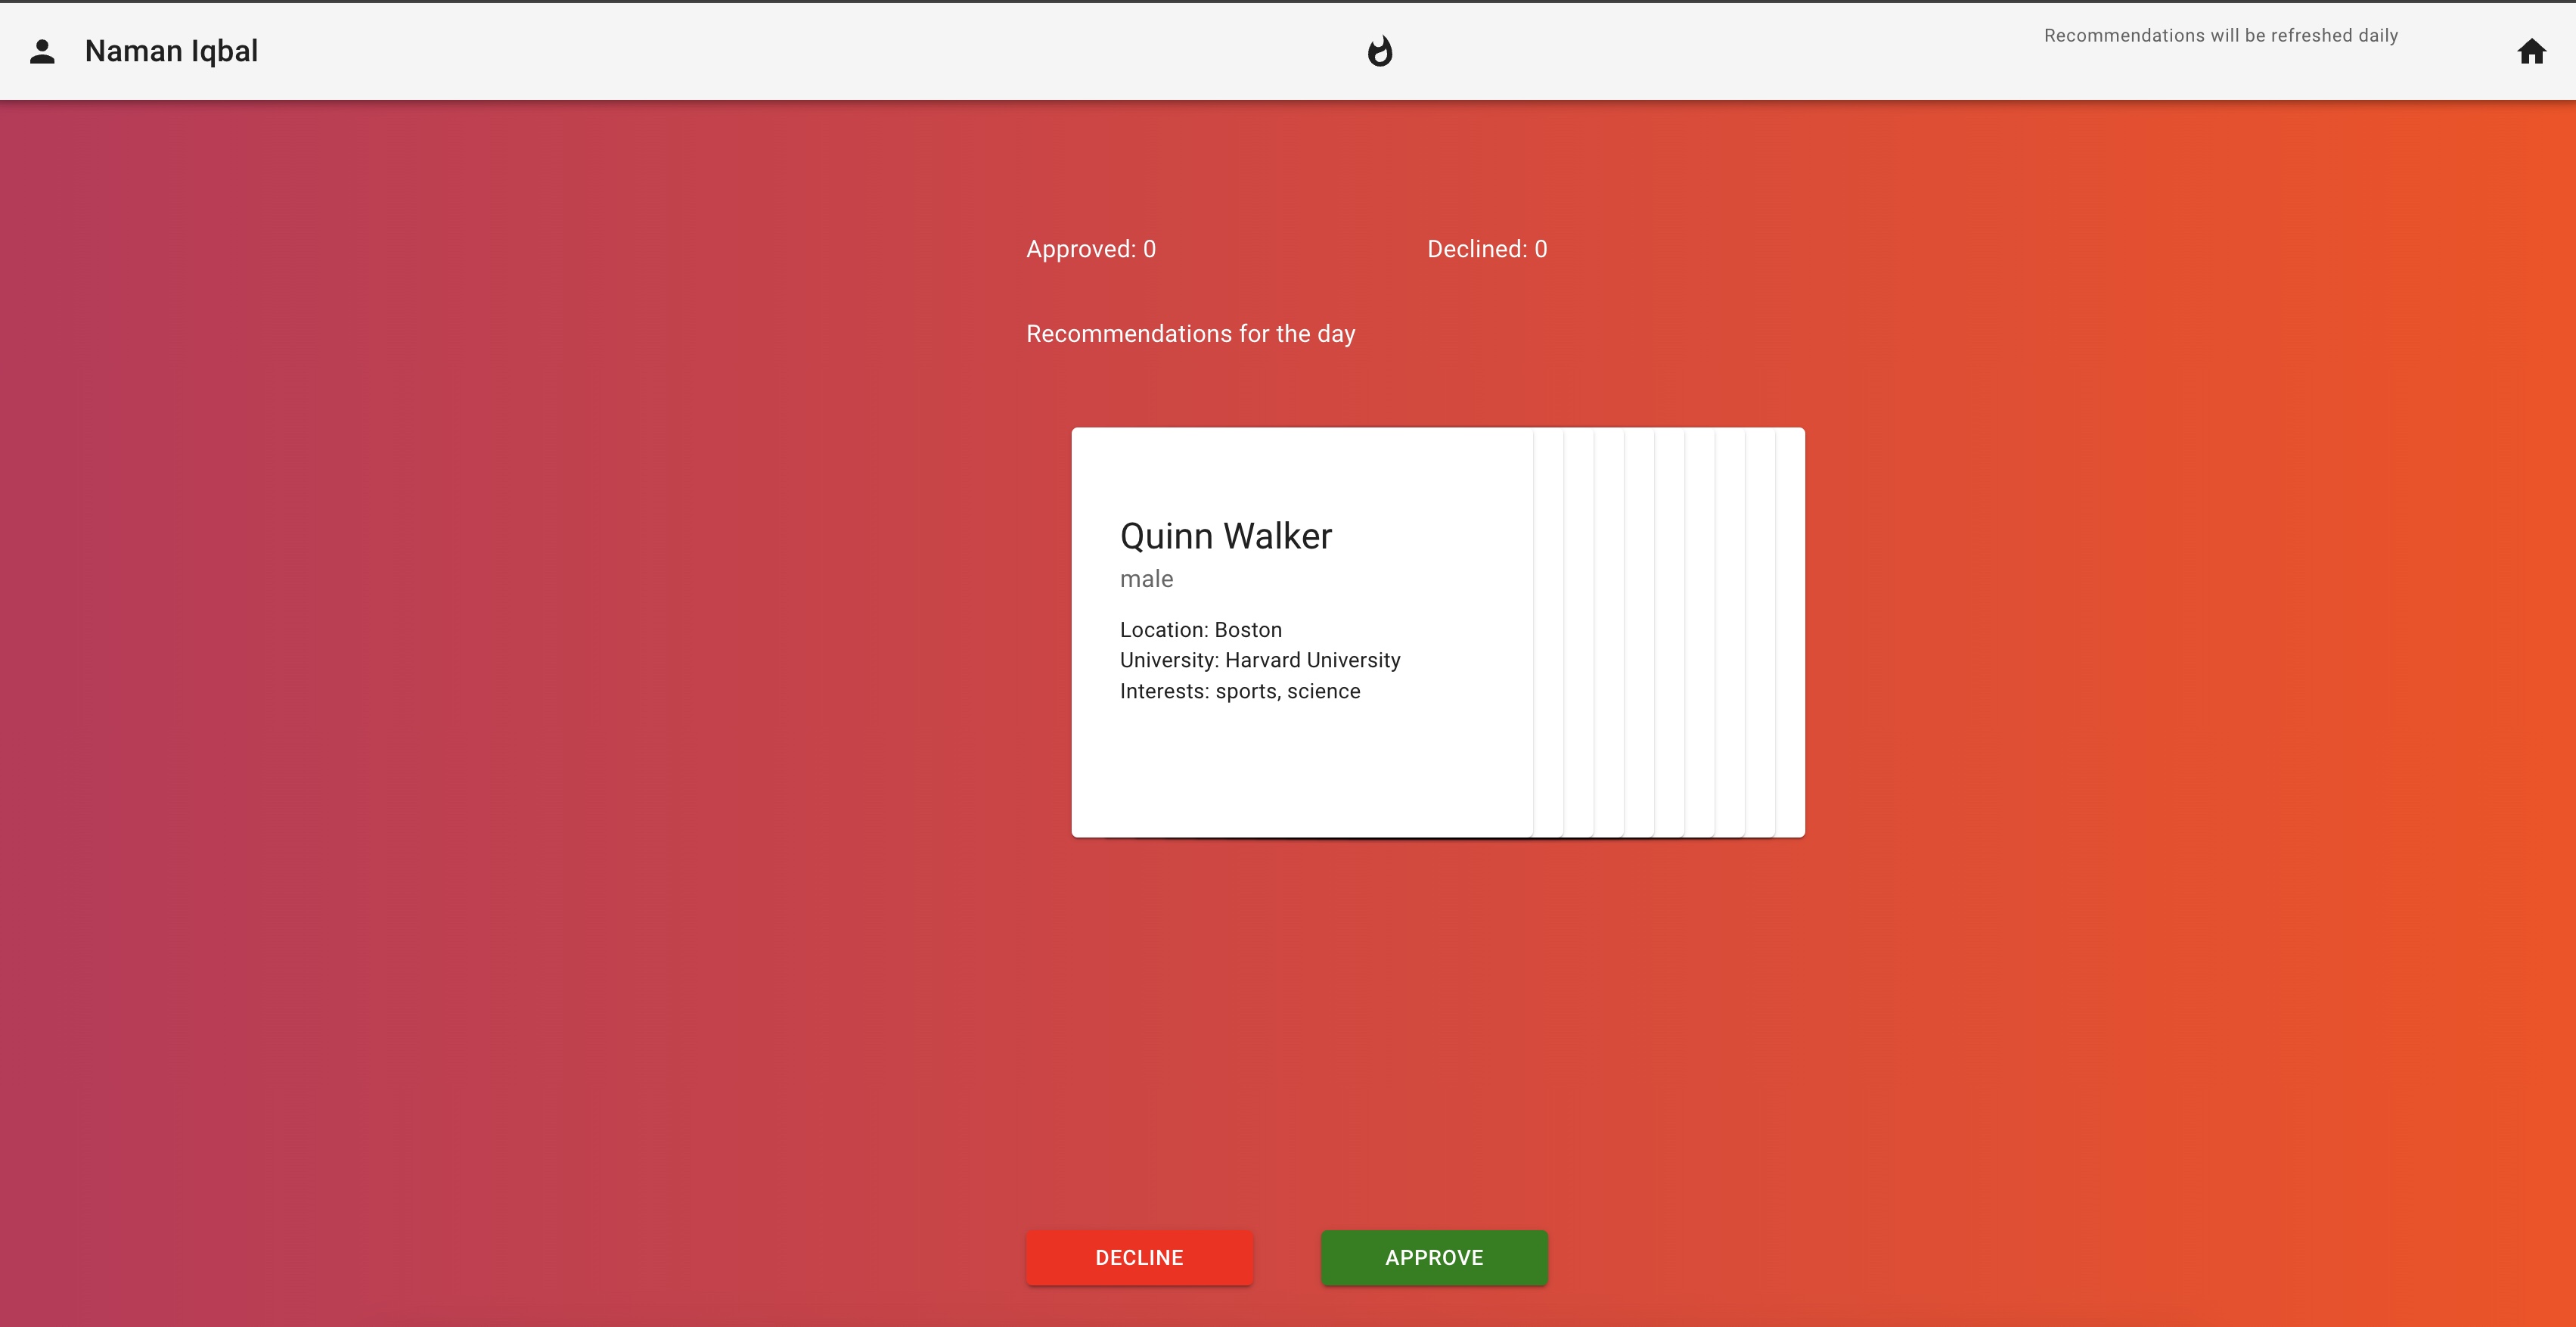 Naman Iqbal
Recommendations will be refreshed daily
Approved: 0
Declined: 0
Recommendations for the day
Quinn Walker
male
Location: Boston
University: Harvard University
Interests: sports, science
DECLINE
APPROVE